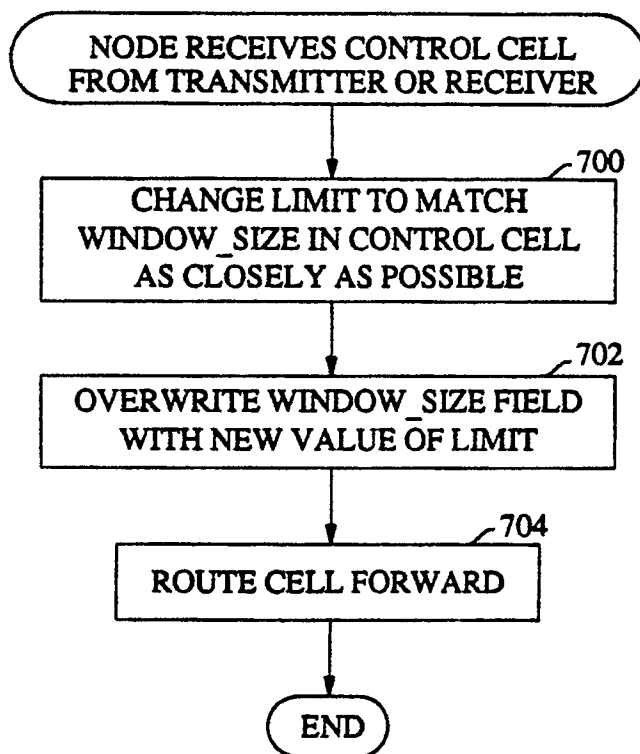 NODE RECEIVES CONTROL CELL
FROM TRANSMITTER OR RECEIVER
700
CHANGE LIMIT TO MATCH
WINDOW_SIZE IN CONTROL CELL
AS CLOSELY AS POSSIBLE
702
OVERWRITE WINDOW_SIZE FIELD
WITH NEW VALUE OF LIMIT
704
ROUTE CELL FORWARD
END